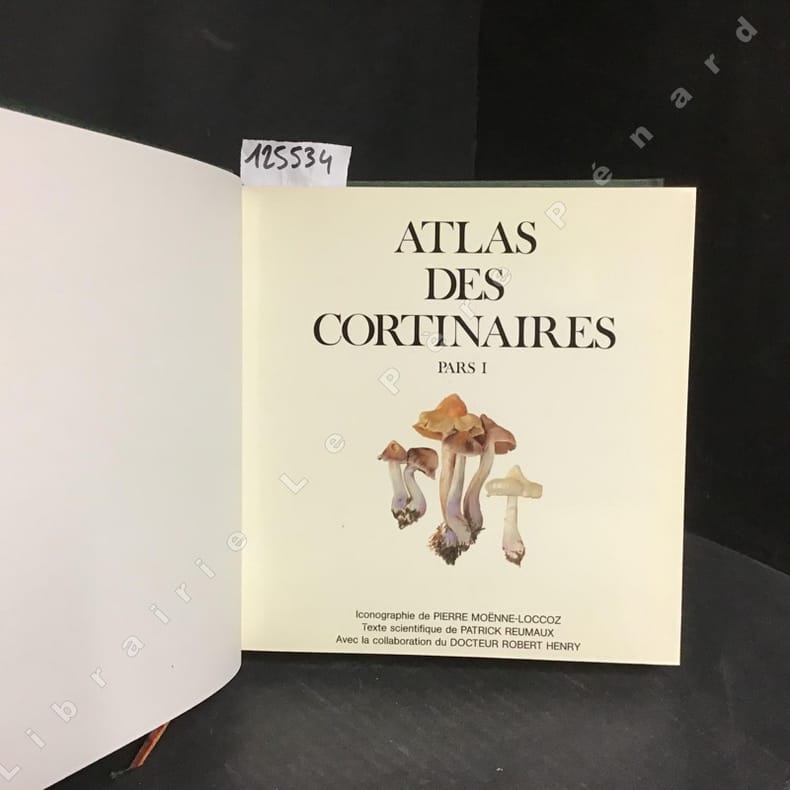 125534
ATLAS
DES
CORTINAIRES
PARS I
Iconographie de PIERRE MOËNNE-LOCCOZ
Texte scientifique de PATRICK REUMAUX
Avec la collaboration du DOCTEUR ROBERT HENRY
Librairie Le Père Pénard